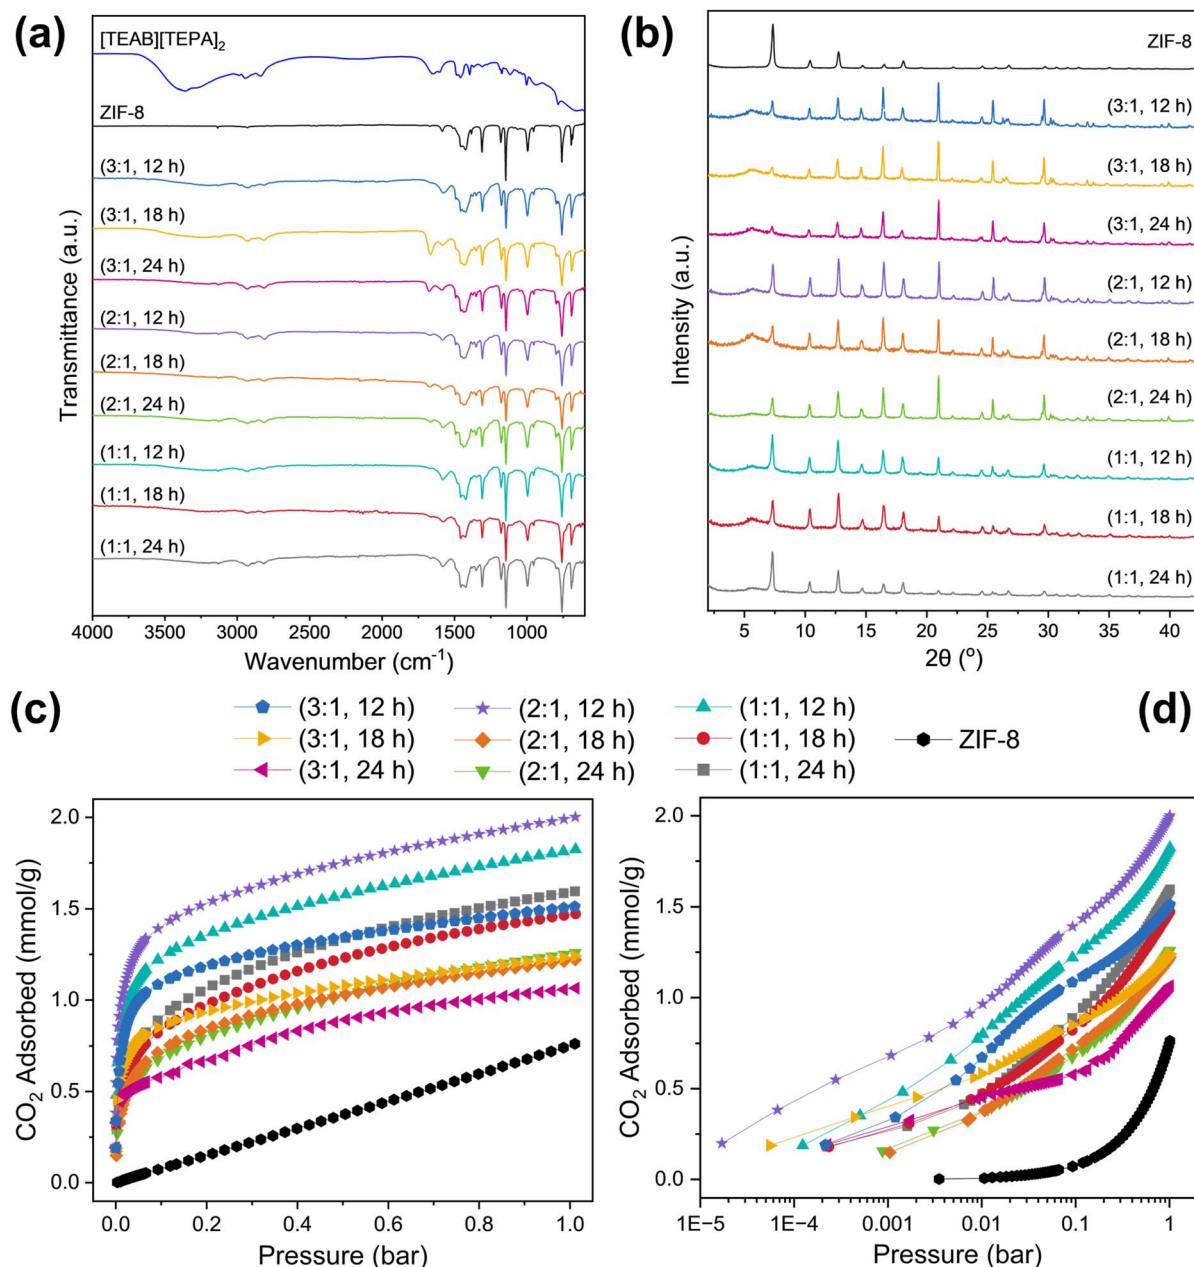 (a)
[TEAB][TEPA]₂
ZIF-8
(3:1, 12 h)
(3:1, 18 h)
(3:1, 24 h)
(2:1, 12 h)
(2:1, 18 h)
(2:1, 24 h)
(1:1, 12 h)
(1:1, 18 h)
(1:1, 24 h)
Transmittance (a.u.)
4000 3500 3000 2500 2000 1500 1000
Wavenumber (cm⁻¹)
(b)
ZIF-8
(3:1, 12 h)
(3:1, 18 h)
(3:1, 24 h)
(2:1, 12 h)
(2:1, 18 h)
(2:1, 24 h)
(1:1, 12 h)
(1:1, 18 h)
(1:1, 24 h)
Intensity (a.u.)
5 10 15 20 25 30 35 40
2θ (°)
(c)
(3:1, 12 h) (2:1, 12 h) (1:1, 12 h)
(3:1, 18 h) (2:1, 18 h) (1:1, 18 h) ZIF-8
(3:1, 24 h) (2:1, 24 h) (1:1, 24 h)
(d)
2.0
1.5
1.0
0.5
0.0
CO₂ Adsorbed (mmol/g)
0.0 0.2 0.4 0.6 0.8 1.0
Pressure (bar)
2.0
1.5
1.0
0.5
0.0
CO₂ Adsorbed (mmol/g)
1E−5 1E−4 0.001 0.01 0.1 1
Pressure (bar)